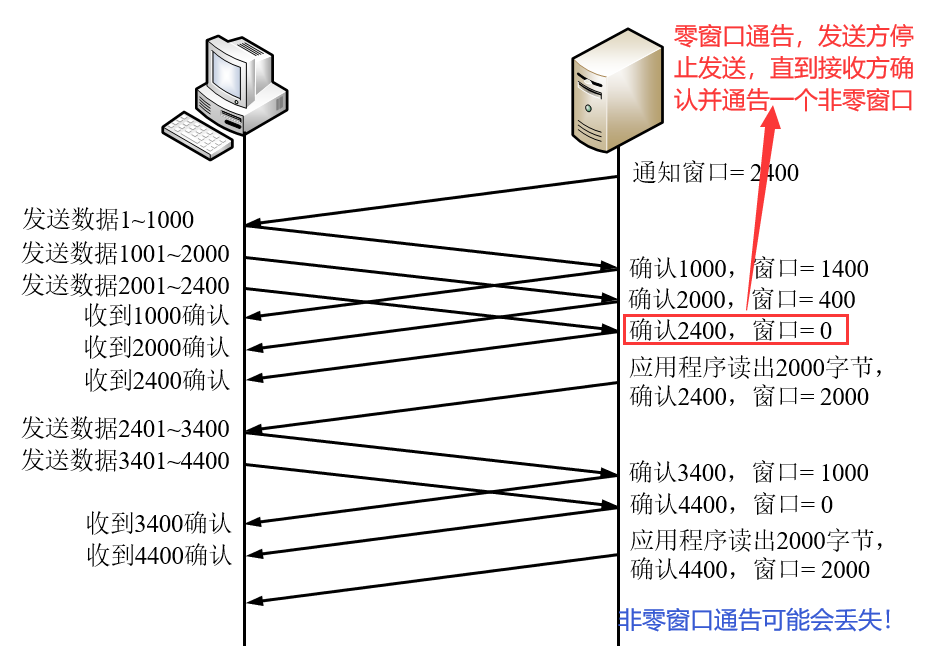 零窗口通告，发送方停
止发送，直到接收方确
认并通告一个非零窗口
通知窗口= 2400
发送数据1~1000
发送数据1001~2000
确认1000，窗口= 1400
发送数据2001~2400
确认2000，窗口= 400
收到1000确认
确认2400，窗口= 0
收到2000确认
应用程序读出2000字节，
收到2400确认
确认2400，窗口= 2000
发送数据2401~3400
发送数据3401~4400
确认3400，窗口= 1000
确认4400，窗口= 0
收到3400确认
应用程序读出2000字节，
收到4400确认
确认4400，窗口= 2000
非零窗口通告可能会丢失！